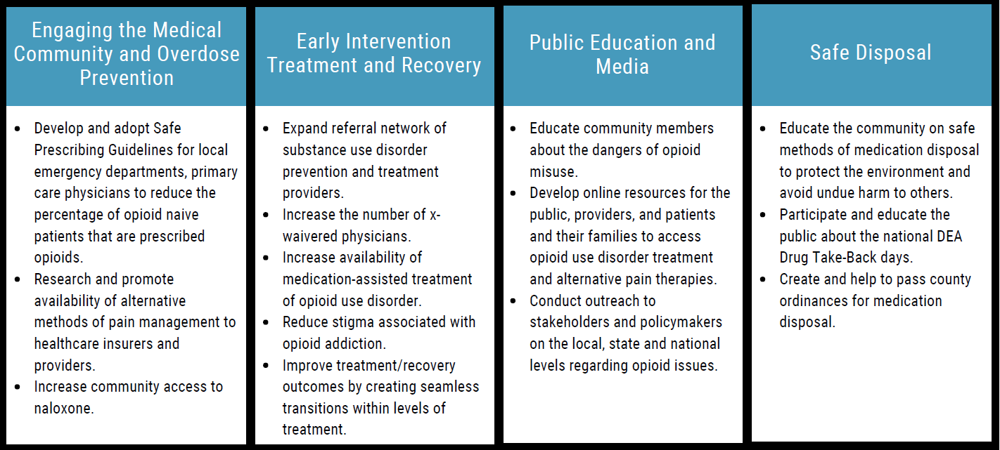 Engaging the Medical
Community and Overdose
Prevention
• Develop and adopt Safe
Prescribing Guidelines for local
emergency departments, primary
care physicians to reduce the
percentage of opioid naive
patients that are prescribed
opioids.
• Research and promote
availability of alternative
methods of pain management to
healthcare insurers and
providers.
• Increase community access to
naloxone.
Early Intervention
Treatment and Recovery
• Expand referral network of
substance use disorder
prevention and treatment
providers.
• Increase the number of x-
waivered physicians.
• Increase availability of
medication-assisted treatment
of opioid use disorder.
• Reduce stigma associated with
opioid addiction.
• Improve treatment/recovery
outcomes by creating seamless
transitions within levels of
treatment.
Public Education and
Media
• Educate community members
about the dangers of opioid
misuse.
• Develop online resources for the
public, providers, and patients
and their families to access
opioid use disorder treatment
and alternative pain therapies.
• Conduct outreach to
stakeholders and policymakers
on the local, state and national
levels regarding opioid issues.
Safe Disposal
• Educate the community on safe
methods of medication disposal
to protect the environment and
avoid undue harm to others.
• Participate and educate the
public about the national DEA
Drug Take-Back days.
• Create and help to pass county
ordinances for medication
disposal.